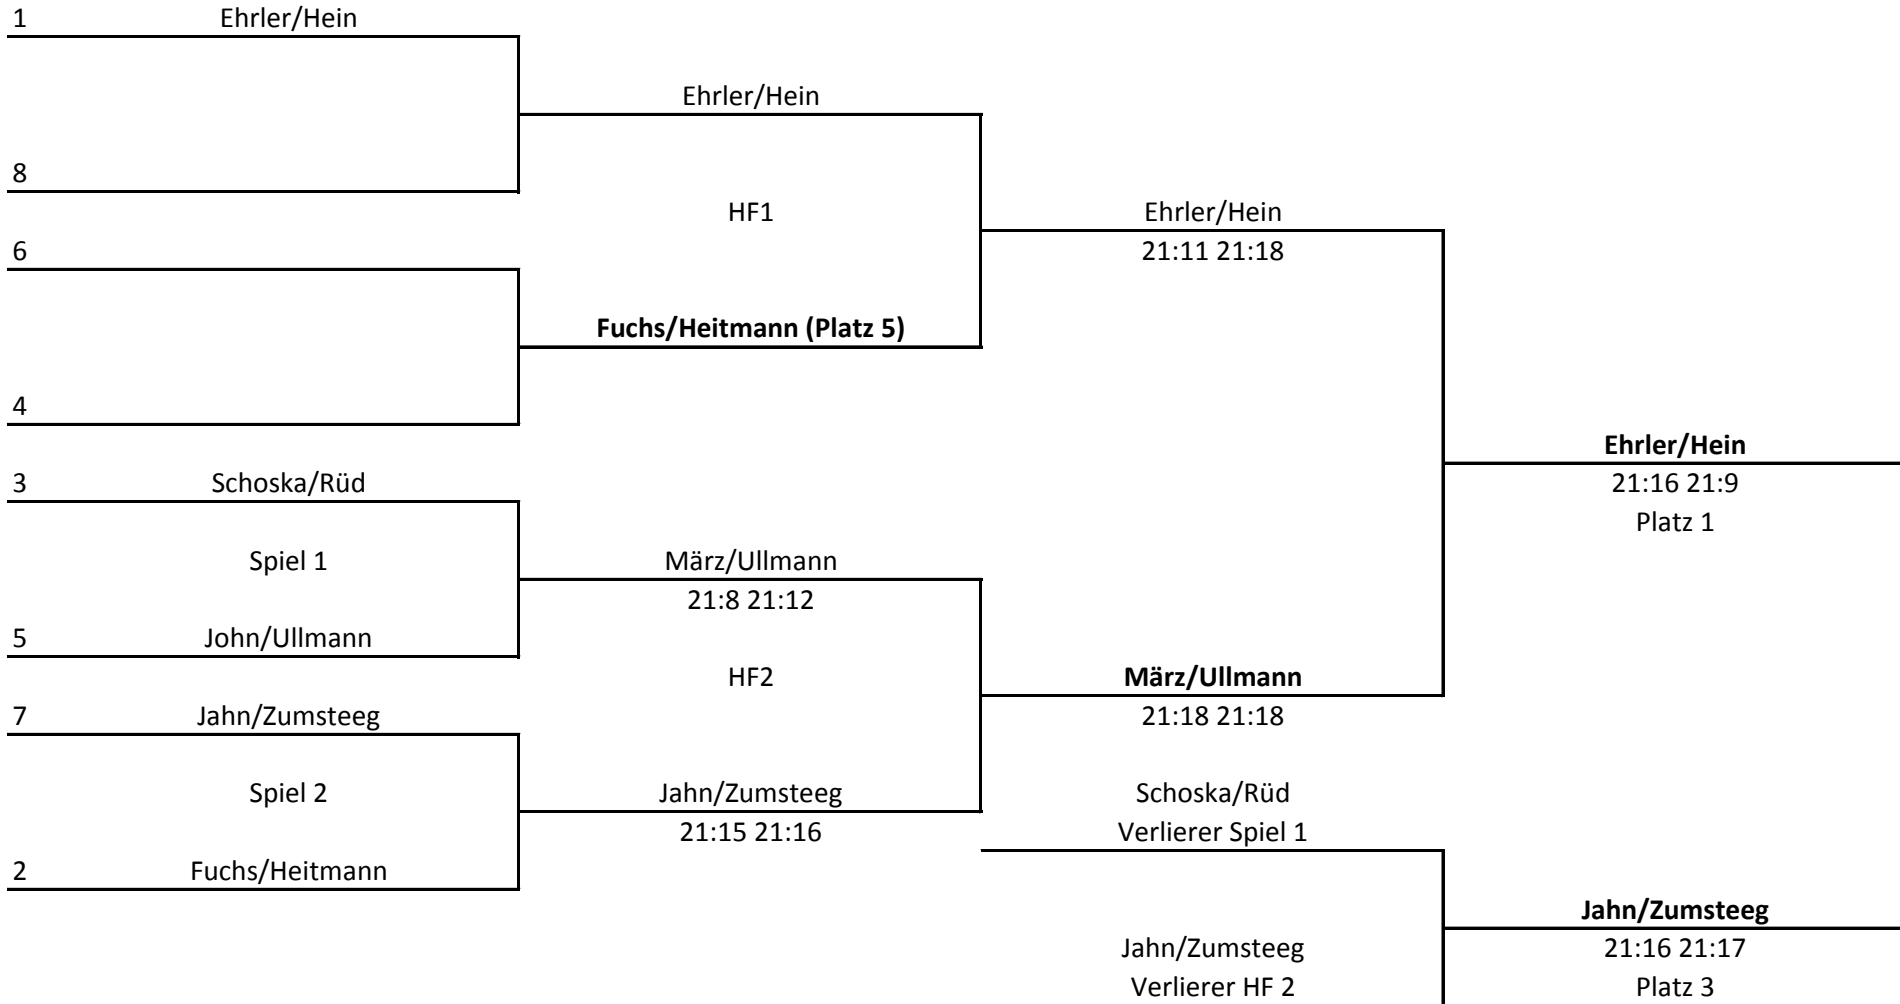 1 Ehrler/Hein
Ehrler/Hein
8
HF1 Ehrler/Hein
6 21:11 21:18
Fuchs/Heitmann (Platz 5)
4
Ehrler/Hein
3 Schoska/Rüd 21:16 21:9
Platz 1
Spiel 1 März/Ullmann
21:8 21:12
5 John/Ullmann
HF2 März/Ullmann
7 Jahn/Zumsteeg 21:18 21:18
Spiel 2 Jahn/Zumsteeg Schoska/Rüd
21:15 21:16 Verlierer Spiel 1
2 Fuchs/Heitmann
Jahn/Zumsteeg
Jahn/Zumsteeg 21:16 21:17
Verlierer HF 2 Platz 3